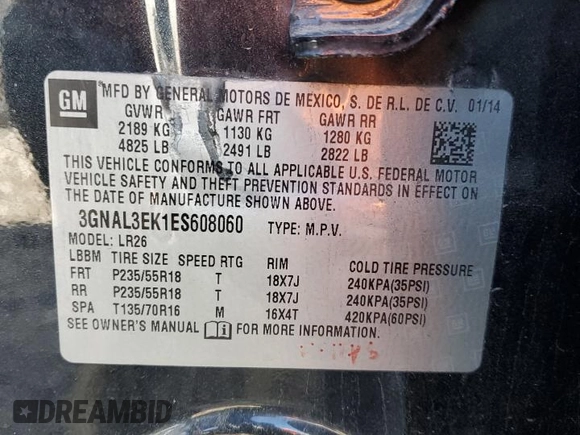 GM
MFD BY GENERAL MOTORS DE MEXICO, S. DE R.L. DE C.V. 01/14
GVWR GAWR FRT GAWR RR
2189 KG 1130 KG 1280 KG
4825 LB 2491 LB 2822 LB
THIS VEHICLE CONFORMS TO ALL APPLICABLE U.S. FEDERAL MOTOR
VEHICLE SAFETY AND THEFT PREVENTION STANDARDS IN EFFECT ON
THE DATE OF MANUFACTURE SHOWN ABOVE.
3GNAL3EK1ES608060 TYPE: M.P.V.
MODEL: LR26
LBBM TIRE SIZE SPEED RTG RIM COLD TIRE PRESSURE
FRT P235/55R18 T 18X7J 240KPA(35PSI)
RR P235/55R18 T 18X7J 240KPA(35PSI)
SPA T135/70R16 M 16X4T 420KPA(60PSI)
SEE OWNER'S MANUAL FOR MORE INFORMATION
DREAMBID